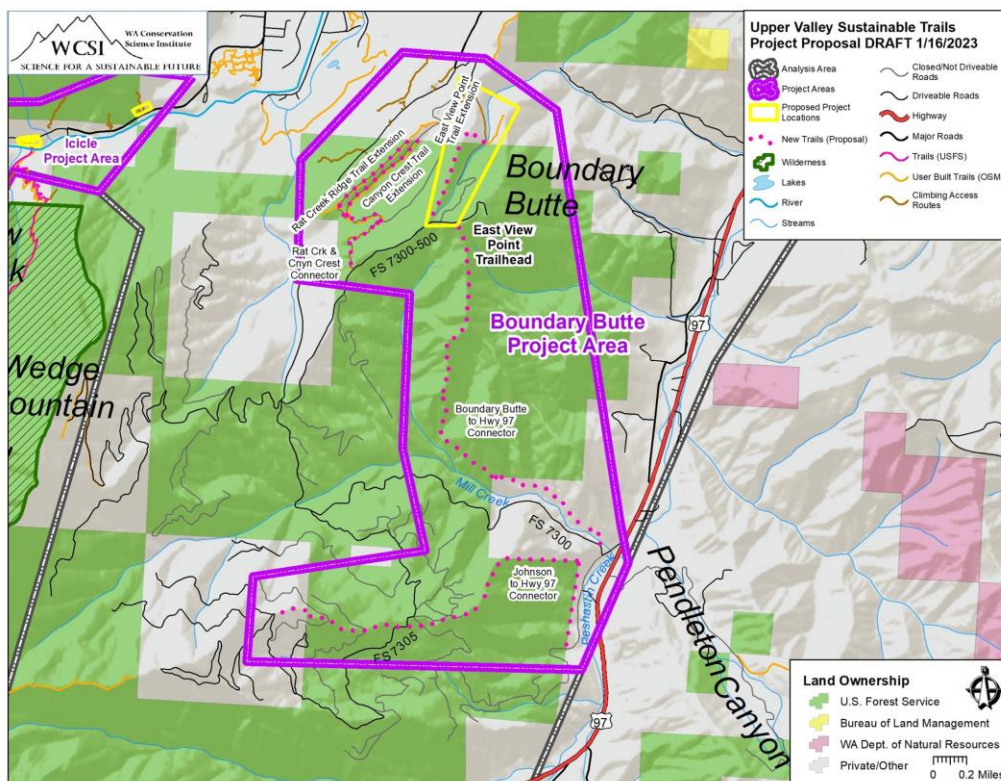 WCSI
WA Conservation
Science Institute
SCIENCE FOR A SUSTAINABLE FUTURE
Upper Valley Sustainable Trails
Project Proposal DRAFT 1/16/2023
Analysis Area
Project Areas
Proposed Project
Locations
New Trails (Proposal)
Wilderness
Lakes
River
Streams
Closed/Not Driveable
Roads
Driveable Roads
Highway
Major Roads
Trails (USFS)
User Built Trails (OSM
Climbing Access
Routes
Icicle
Project Area
East View Point
Trail Extension
Rat Creek Ridge Trail Extension
Canyon Crest Trail
Extension
Boundary
Butte
East View
Point
Trailhead
Rat Crk &
Cnyn Crest
Connector
FS 7300-500
Boundary Butte
Project Area
97
Wedge
ountain
Boundary Butte
to Hwy 97
Connector
Mill Creek
FS 7300
Johnson
to Hwy 97
Connector
Peshastin Creek
FS 7305
Pendleton Canyon
97
Land Ownership
U.S. Forest Service
Bureau of Land Management
WA Dept. of Natural Resources
Private/Other
0 0.2 Miles